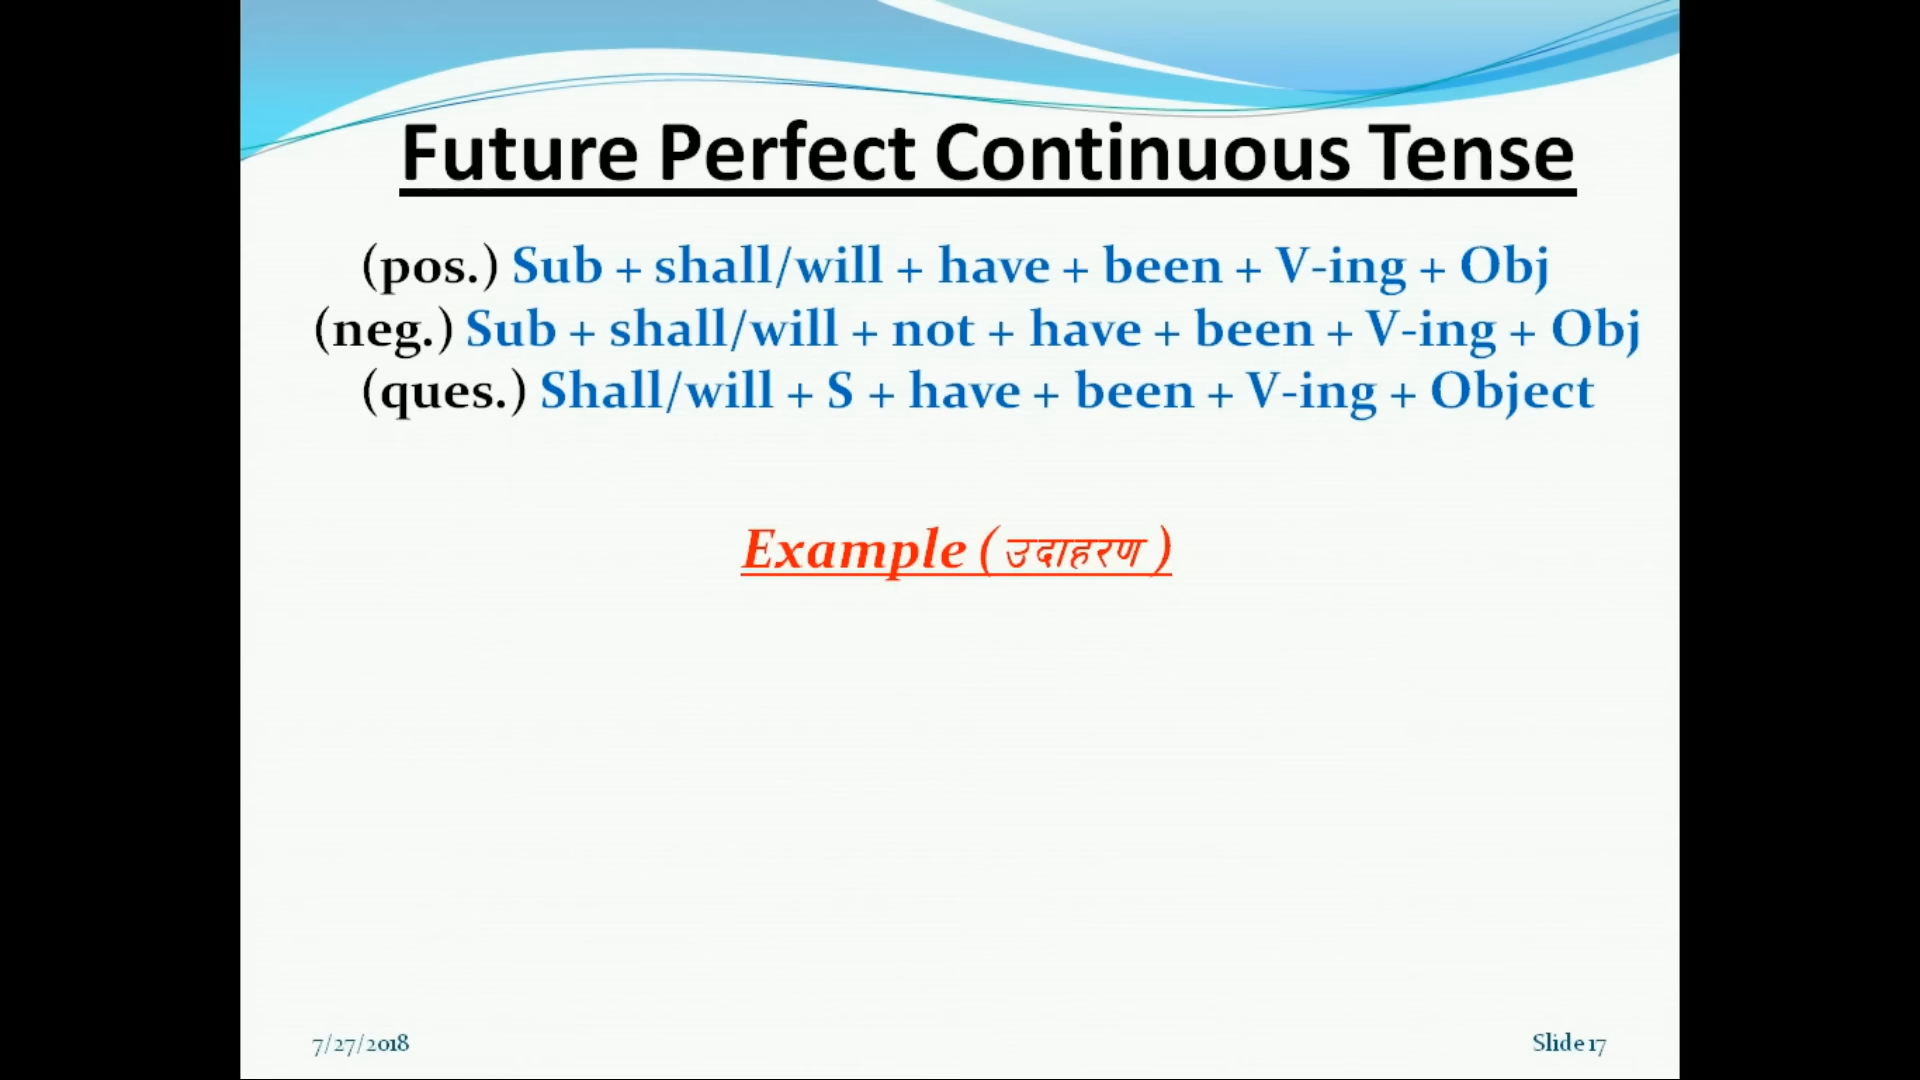 Future Perfect Continuous Tense
(pos.) Sub + shall/will + have + been + V-ing + Obj
(neg.) Sub + shall/will + not + have + been + V-ing + Obj
(ques.) Shall/will + S + have + been + V-ing + Object
Example ( उदाहरण )
7/27/2018
Slide 17